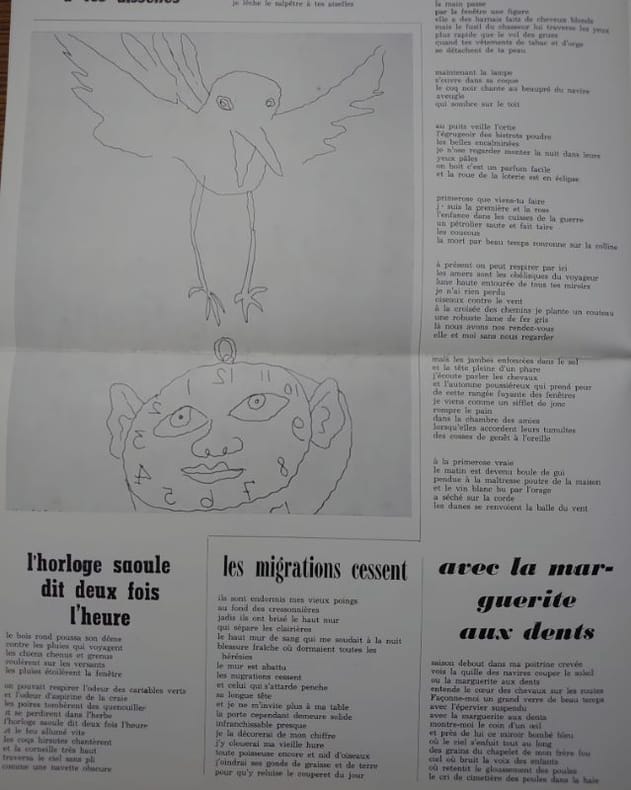 je lèche le salpêtre à tes aisselles
la main passe
par la fenêtre une figure
elle a des harnais faits de cheveux blonds
mais le fusil du chasseur lui traverse les yeux
plus rapide que le vol des grues
quand tes vêtements de tabac et d'orge
se détachent de ta peau
maintenant la lampe
s'ouvre dans sa coque
le coq noir chante au beaupré du navire
aveugle
qui sombre sur le toit
au puits veille l'ortie
l'égrugeoir des bistrots poudre
les belles encalminées
je n'ose regarder monter la nuit dans leurs
yeux pâles
on boit c'est un parfum facile
et la roue de la loterie est en éclipse
primerose que viens-tu faire
j'suis la première et la rose
l'enfance dans les cuisses de la guerre
un pétrolier saute et fait taire
les coucous
la mort par beau temps ronronne sur la colline
à présent on peut respirer par ici
les amers sont les obélisques du voyageur
lune haute entourée de tous tes miroirs
je n'ai rien perdu
oiseaux contre le vent
à la croisée des chemins je plante un couteau
une robuste lame de fer gris
là nous avons nos rendez-vous
elle et moi sans nous regarder
mais les jambes enfoncées dans le sel
et la tête pleine d'un phare
j'écoute parler les chevaux
et l'automne poussiéreux qui prend peur
de cette rangée fuyante des fenêtres
je viens comme un sifflet de jonc
rompre le pain
dans la chambre des amies
lorsqu'elles accordent leurs tumultes
des cosses de genêt à l'oreille
à la primerose vraie
le matin est devenu boule de gui
pendue à la maîtresse poutre de la maison
et le vin blanc bu par l'orage
a séché sur la corde
les danes se renvoient la balle du vent
12
11
10
9
8
7
6
5
4
3
2
1
l'horloge saoule
dit deux fois
l'heure
le bois rond poussa son dôme
contre les pluies qui voyagent
les chiens chenus et grenus
coulèrent sur les versants
les pluies étoilèrent la fenêtre
on pouvait respirer l'odeur des cartables verts
et l'odeur d'aspirine de la craie
les poires tombèrent des quenouilles
et se perdirent dans l'herbe
l'horloge saoule dit deux fois l'heure
et le feu allumé vite
les coqs hirsutes chantèrent
et la corneille très haut
traversa le ciel sans pli
comme une navette obscure
les migrations cessent
ils sont endormis mes vieux poings
au fond des cressonnières
jadis ils ont brisé le haut mur
qui sépare les clairières
le haut mur de sang qui me soudait à la nuit
blessure fraîche où dormaient toutes les
hérésies
le mur est abattu
les migrations cessent
et celui qui s'attarde penche
sa longue tête
et je ne m'invite plus à ma table
la porte cependant demeure solide
infranchissable presque
je la décorerai de mon chiffre
j'y clouerai ma vieille hure
toute poisseuse encore et nid d'oiseaux
j'oindrai ses gonds de graisse et de terre
pour qu'y reluise le couperet du jour
avec la mar-
guerite
aux dents
saison debout dans ma poitrine crevée
vois la quille des navires couper le soleil
ou la marguerite aux dents
entends le cœur des chevaux sur les routes
Façonne-moi un grand verre de beau temps
avec l'épervier suspendu
avec la marguerite aux dents
montre-moi le coin d'un œil
et près de lui ce miroir bombé bleu
où le ciel s'enfuit tout au long
des grains du chapelet de mon frère fou
ciel où bruit la voix des enfants
où retentit le gloussement des poules
le cri de cimetière des poules dans la haie